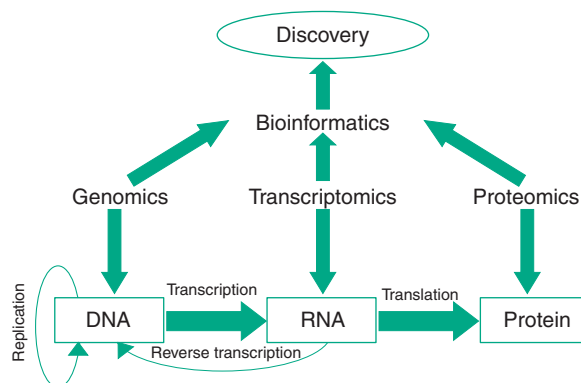 Discovery
Bioinformatics
Genomics
Transcriptomics
Proteomics
Replication
DNA
Transcription
RNA
Translation
Protein
Reverse transcription